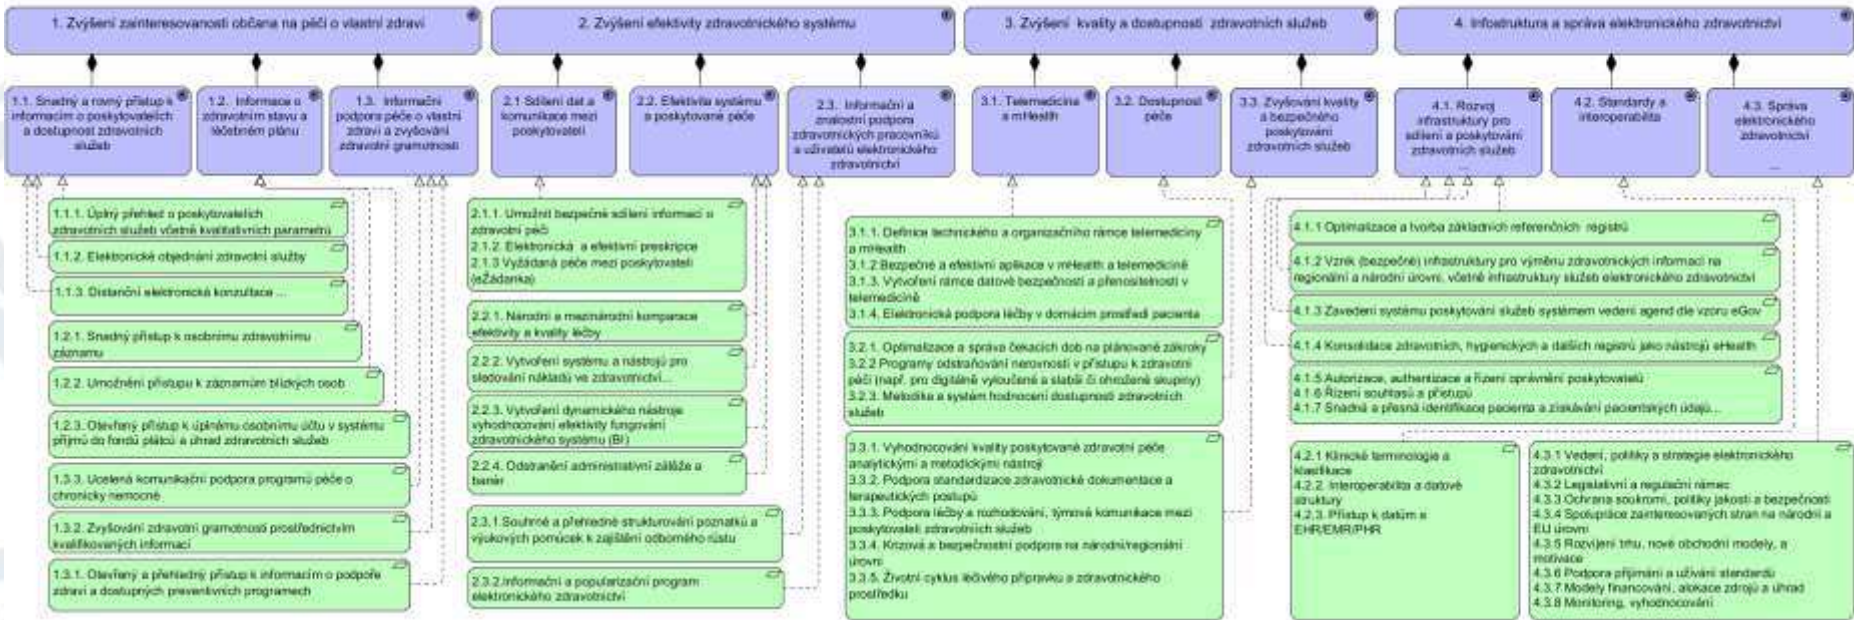 1. Zvýšení zainteresovanosti občana na péči o vlastní zdraví
2. Zvýšení efektivity zdravotnického systému
3. Zvýšení kvality a dostupnosti zdravotních služeb
4. Infostruktura a správa elektronického zdravotnictví
1.1. Snadný a rovný přístup k
informacím o poskytovatelích
a dostupnost zdravotních
služeb
1.2. Informace o
zdravotním stavu a
léčebném plánu
1.3. Informační
podpora péče o vlastní
zdraví a zvyšování
zdravotní gramotnosti
2.1 Sdílení dat a
komunikace mezi
poskytovateli
2.2. Efektivita systému
a poskytované péče
2.3. Informační a
znalostní podpora
zdravotnických pracovníků
a uživatelů elektronického
zdravotnictví
3.1. Telemedicína
a mHealth
3.2. Dostupnost
péče
3.3. Zvyšování kvality
a bezpečného
poskytování
zdravotních služeb
4.1. Rozvoj
infrastruktury pro
sdílení a poskytování
zdravotních služeb
...
4.2. Standardy a
interoperabilita
4.3. Správa
elektronického
zdravotnictví
...
1.1.1. Úplný přehled o poskytovatelích
zdravotních služeb včetně kvalitativních parametrů
1.1.2. Elektronické objednání zdravotní služby
1.1.3. Distanční elektronická konzultace ...
1.2.1. Snadný přístup k osobnímu zdravotnímu
záznamu
1.2.2. Umožnění přístupu k záznamům blízkých osob
1.2.3. Otevřený přístup k úplnému osobnímu účtu v systému
příjmů do fondů plátců a úhrad zdravotních služeb
1.3.3. Ucelená komunikační podpora programů péče o
chronicky nemocné
1.3.2. Zvyšování zdravotní gramotnosti prostřednictvím
kvalifikovaných informací
1.3.1. Otevřený a přehledný přístup k informacím o podpoře
zdraví a dostupných preventivních programech
2.1.1. Umožnit bezpečné sdílení informací o
zdravotní péči
2.1.2. Elektronická a efektivní preskripce
2.1.3 Vyžádaná péče mezi poskytovateli
(eŽádanka)
2.2.1. Národní a mezinárodní komparace
efektivity a kvality léčby
2.2.2. Vytvoření systému a nástrojů pro
sledování nákladů ve zdravotnictví...
2.2.3. Vytvoření dynamického nástroje
vyhodnocování efektivity fungování
zdravotnického systému (BI)
2.2.4. Odstranění administrativní zátěže a
bariér
2.3.1.Souhrné a přehledné strukturování poznatků a
výukových pomůcek k zajištění odborného růstu
2.3.2.Informační a popularizační program
elektronického zdravotnictví
3.1.1. Definice technického a organizačního rámce telemedicíny
a mHealth
3.1.2.Bezpečné a efektivní aplikace v mHealth a telemedicíně
3.1.3. Vytvoření rámce datové bezpečnosti a přenositelnosti v
telemedicíně
3.1.4. Elektronická podpora léčby v domácím prostředí pacienta
3.2.1. Optimalizace a správa čekacích dob na plánované zákroky
3.2.2 Programy odstraňování nerovností v přístupu k zdravotní
péči (např. pro digitálně vyloučené a slabší či ohrožené skupiny)
3.2.3. Metodika a systém hodnocení dostupnosti zdravotních
služeb
3.3.1. Vyhodnocování kvality poskytované zdravotní péče
analytickými a metodickými nástroji
3.3.2. Podpora standardizace zdravotnické dokumentace a
terapeutických postupů
3.3.3. Podpora léčby a rozhodování, týmová komunikace mezi
poskytovateli zdravotních služeb
3.3.4. Krizová a bezpečnostní podpora na národní/regionální
úrovni
3.3.5. Životní cyklus léčivého přípravku a zdravotnického
prostředku
4.1.1 Optimalizace a tvorba základních referenčních registrů
4.1.2 Vznik (bezpečné) infrastruktury pro výměnu zdravotnických informací na
regionální a národní úrovni, včetně infrastruktury služeb elektronického zdravotnictví
4.1.3 Zavedení systému poskytování služeb systémem vedení agend dle vzoru eGov
4.1.4 Konsolidace zdravotních, hygienických a dalších registrů jako nástrojů eHealth
4.1.5 Autorizace, authentizace a řízení oprávnění poskytovatelů
4.1.6 Řízení souhlasů a přístupů
4.1.7 Snadná a přesná identifikace pacienta a získávání pacientských údajů...
4.2.1 Klinické terminologie a
klasifikace
4.2.2. Interoperabilita a datové
struktury
4.2.3. Přístup k datům a
EHR/EMR/PHR
4.3.1 Vedení, politiky a strategie elektronického
zdravotnictví
4.3.2 Legislativní a regulační rámec
4.3.3 Ochrana soukromí, politiky jakosti a bezpečnosti
4.3.4 Spolupráce zainteresovaných stran na národní a
EU úrovni
4.3.5 Rozvíjení trhu, nové obchodní modely, a
motivace
4.3.6 Podpora přijímání a užívání standardů
4.3.7 Modely financování, alokace zdrojů a úhrad
4.3.8 Monitoring, vyhodnocování